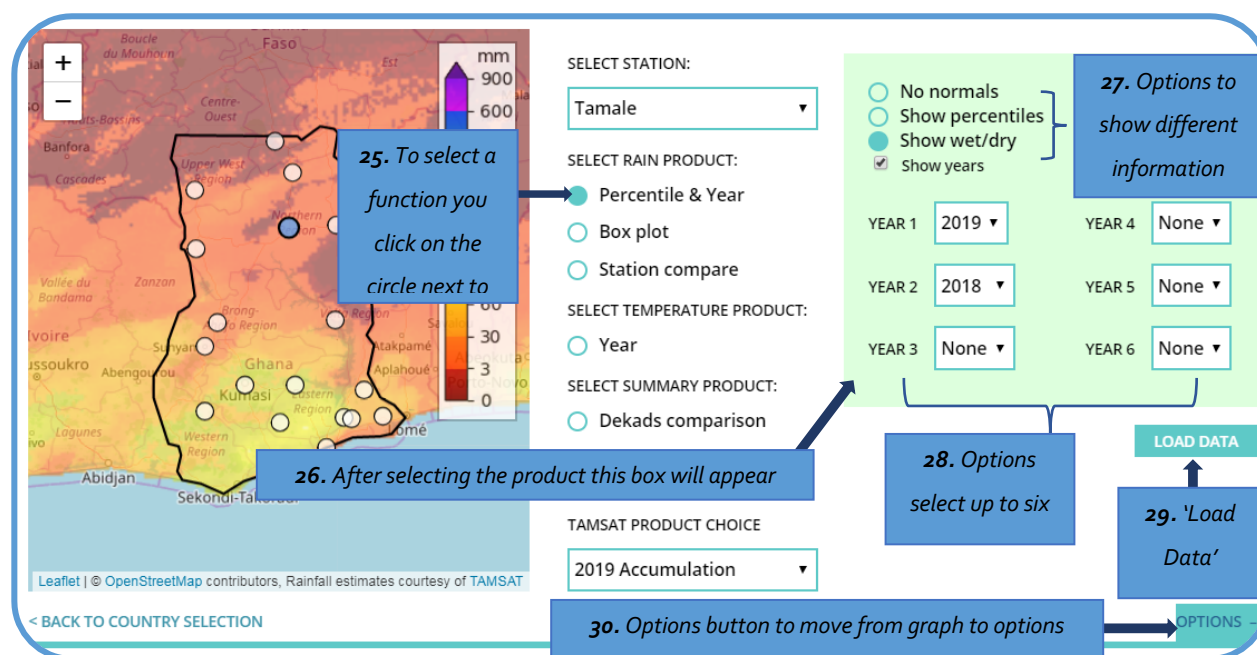 Boucle
du Mouhoun
Faso
Est
Centre-
Ouest
Hauts-Bassins
Banfora
Cascades
Upper West
Region
Northern
Vallée du
Bandama
Zanzan
Brong-
Region
Ivoire
Sunyan
Atakpamé
ussoukro
Abengourou
Aplahoué
Ghana
Kumasi
Eastern
Region
Porto-Novo
Lagunes
Western
Region
Lomé
Abidjan
Sekondi-Takoradi
+
−
mm
900
600
60
30
3
0
Leaflet | © OpenStreetMap contributors, Rainfall estimates courtesy of TAMSAT
< BACK TO COUNTRY SELECTION
25. To select a
function you
click on the
circle next to
26. After selecting the product this box will appear
SELECT STATION:
Tamale
SELECT RAIN PRODUCT:
Percentile & Year
Box plot
Station compare
SELECT TEMPERATURE PRODUCT:
Year
SELECT SUMMARY PRODUCT:
Dekads comparison
TAMSAT PRODUCT CHOICE
2019 Accumulation
No normals
Show percentiles
Show wet/dry
Show years
27. Options to
show different
information
YEAR 1 2019 YEAR 4 None
YEAR 2 2018 YEAR 5 None
YEAR 3 None YEAR 6 None
28. Options
select up to six
LOAD DATA
29. ‘Load
Data’
30. Options button to move from graph to options
OPTIONS –